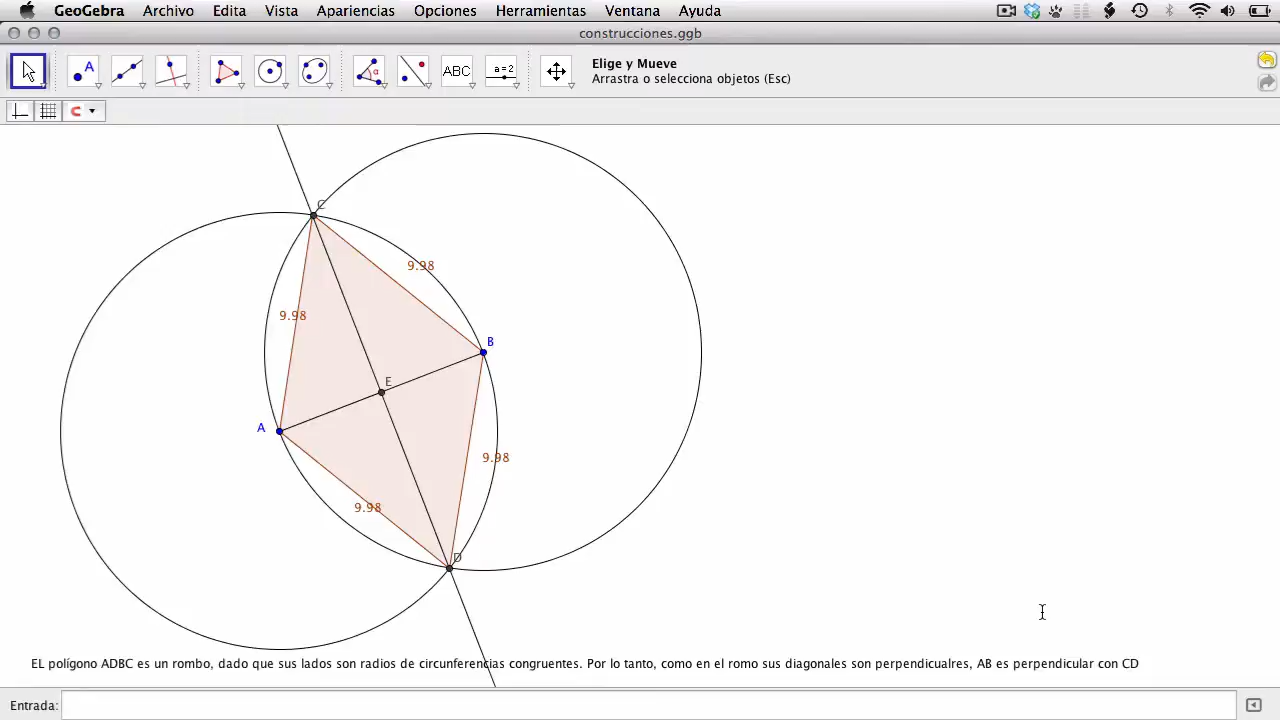 GeoGebra Archivo Edita Vista Apariencias Opciones Herramientas Ventana Ayuda
construcciones.ggb
A
α
ABC
a=2
Elige y Mueve
Arrastra o selecciona objetos (Esc)
C
9.98
9.98
B
E
A
9.98
9.98
D
EL polígono ADBC es un rombo, dado que sus lados son radios de circunferencias congruentes. Por lo tanto, como en el romo sus diagonales son perpendicualres, AB es perpendicular con CD
Entrada: